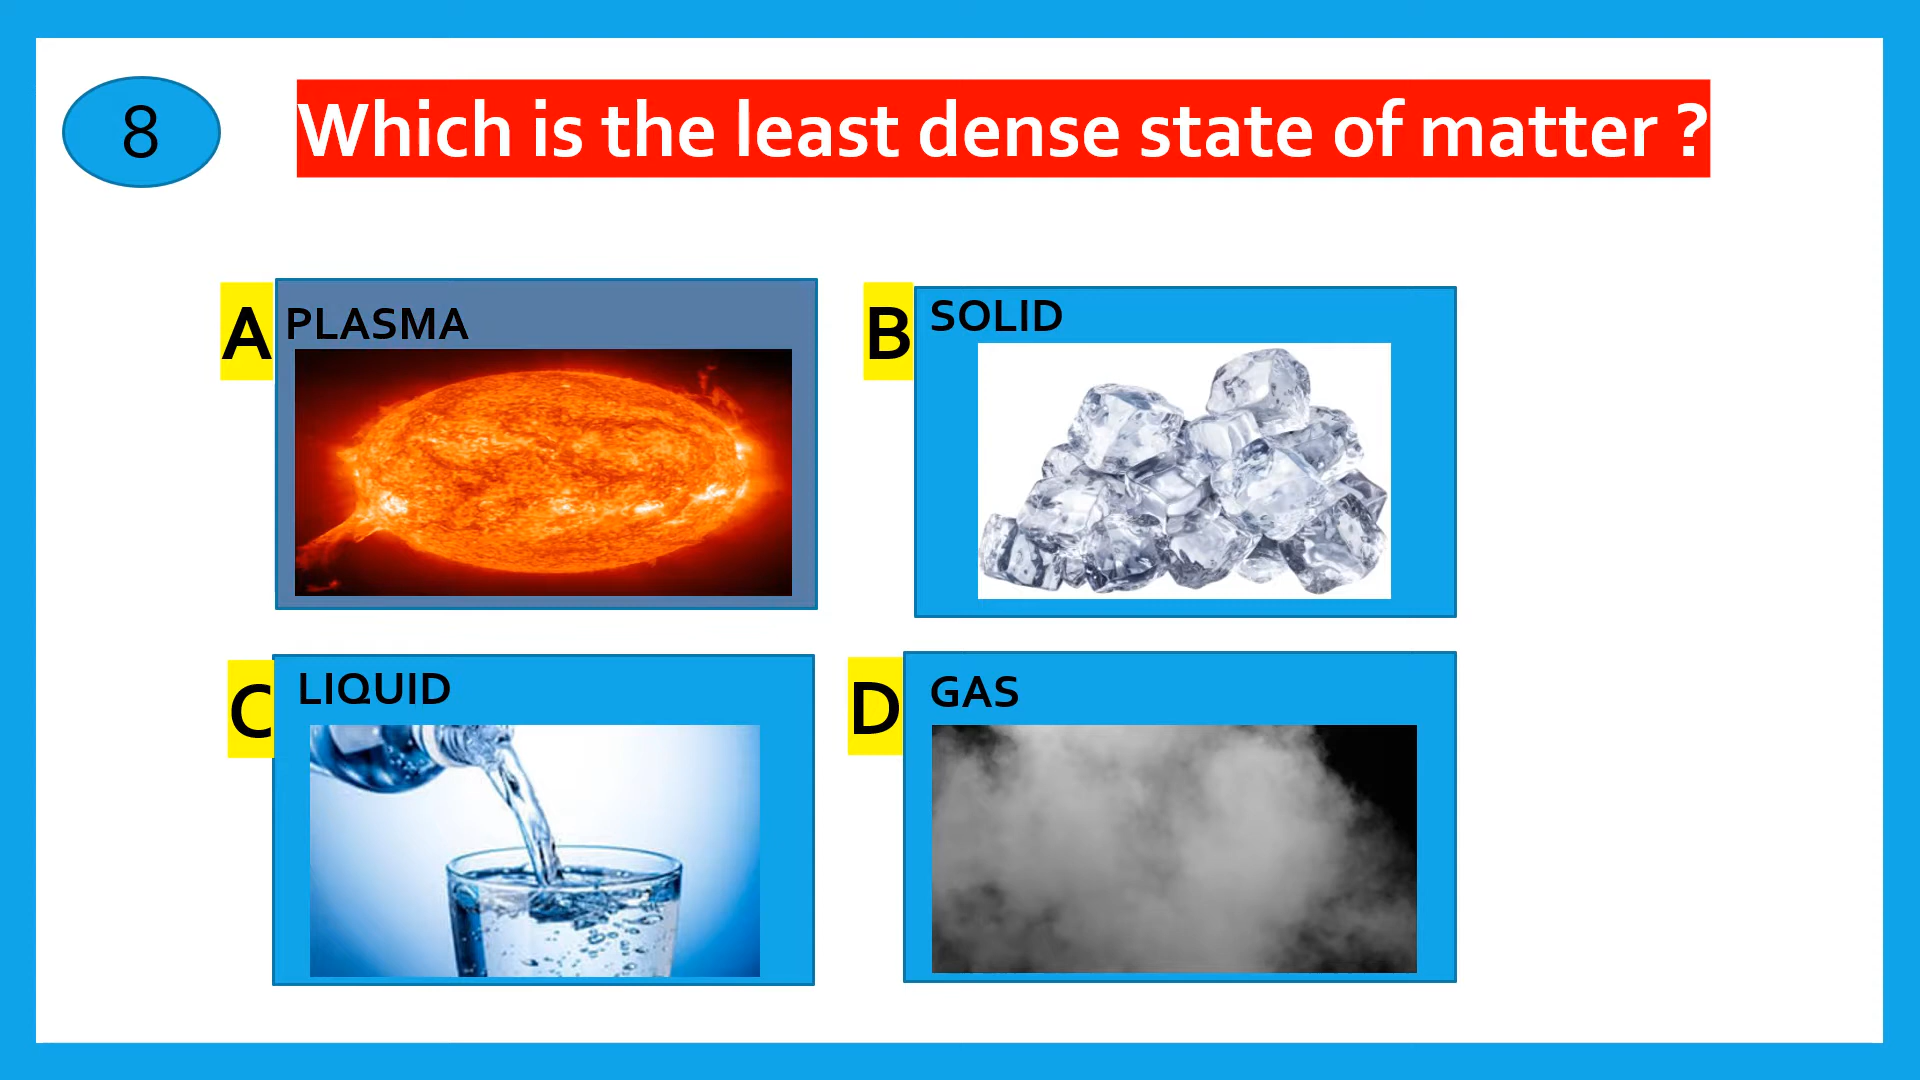 8
Which is the least dense state of matter ?
A PLASMA
B SOLID
C LIQUID
D GAS